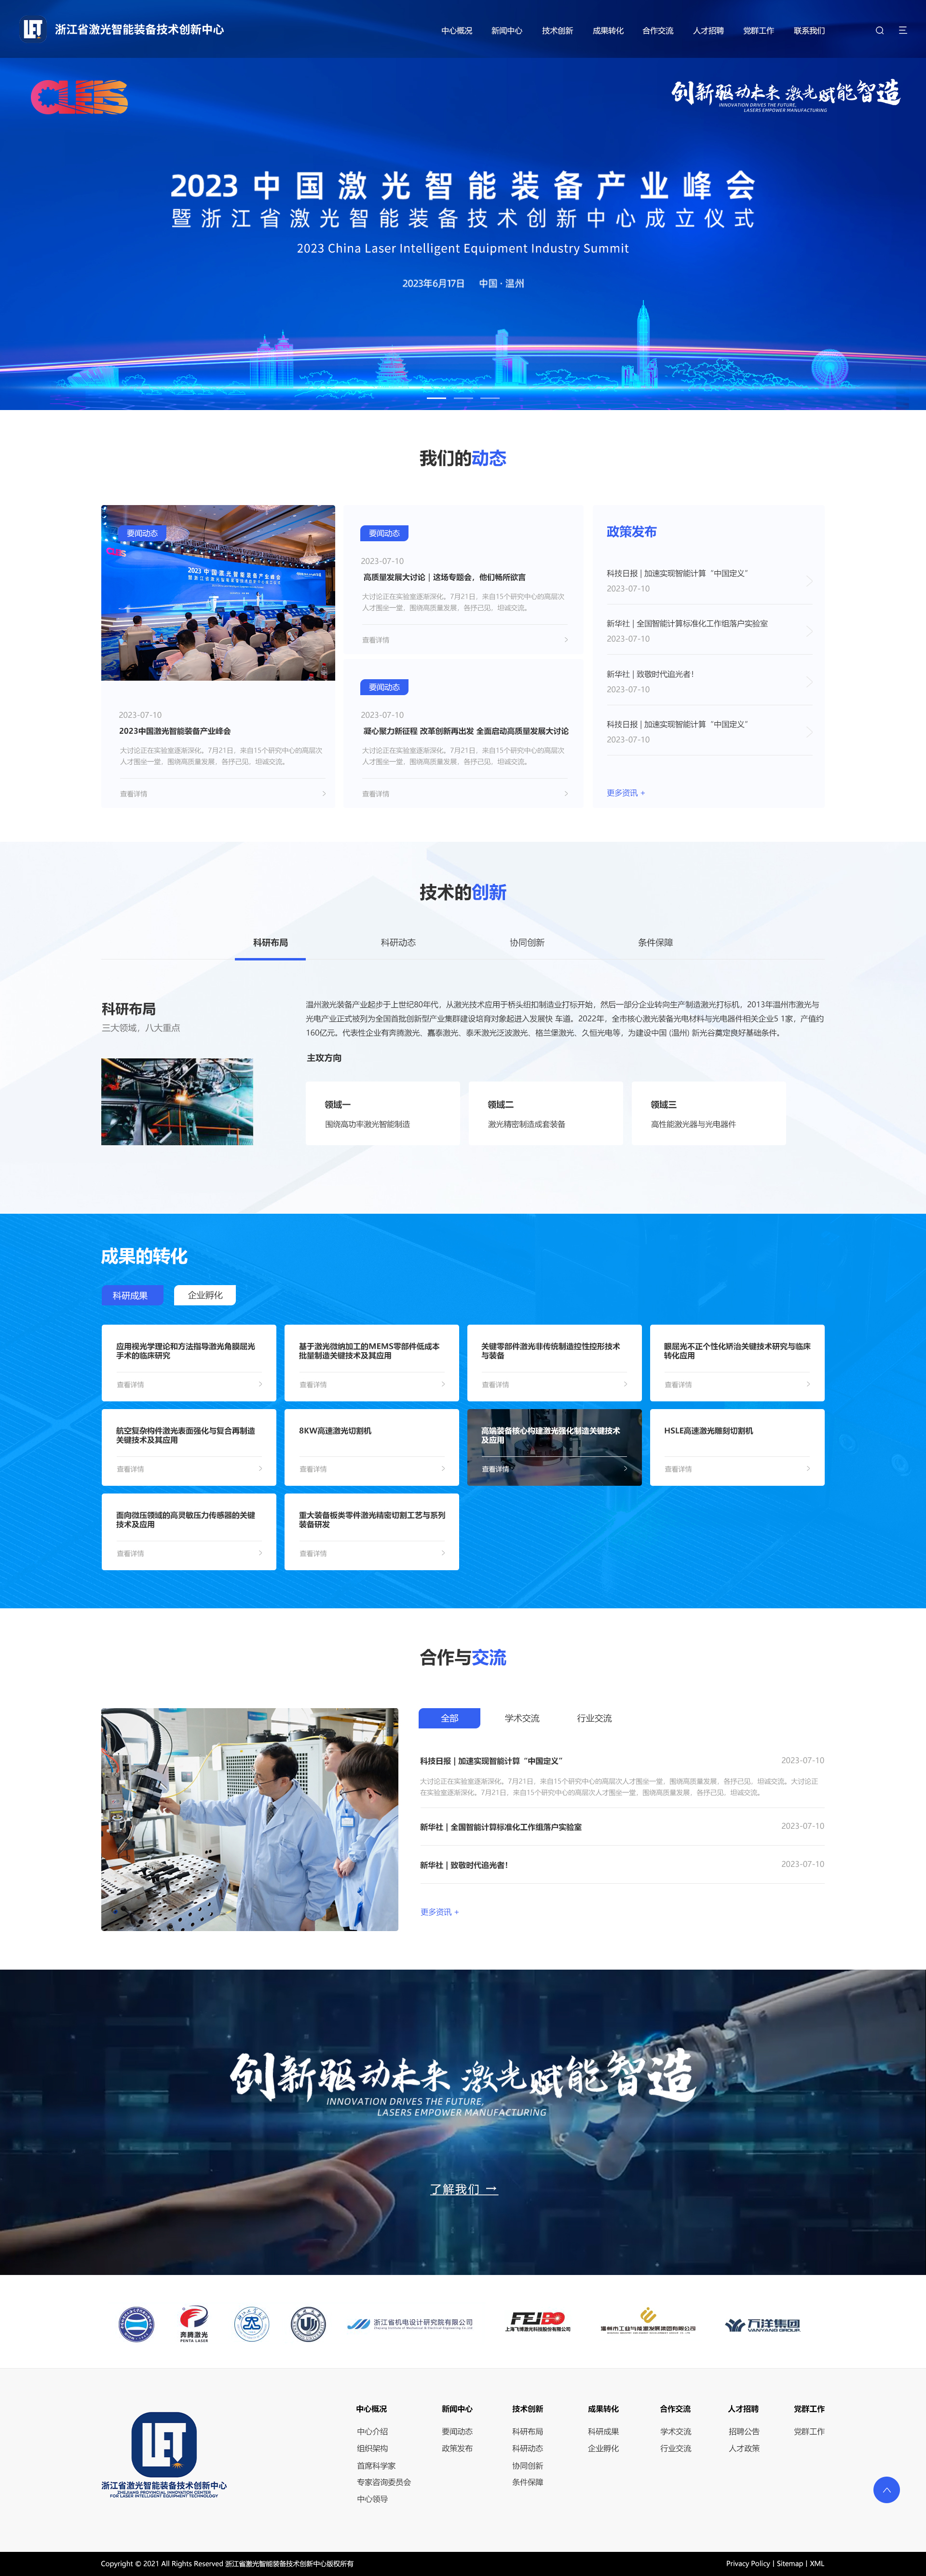 LIET 浙江省激光智能装备技术创新中心
中心概况 新闻中心 技术创新 成果转化 合作交流 人才招聘 党群工作 联系我们
CLEIS
创新驱动未来 激光赋能智造
INNOVATION DRIVES THE FUTURE,
LASERS EMPOWER MANUFACTURING
2023 中国激光智能装备产业峰会
暨浙江省激光智能装备技术创新中心成立仪式
2023 China Laser Intelligent Equipment Industry Summit
2023年6月17日 中国 · 温州
我们的动态
要闻动态
2023-07-10
2023中国激光智能装备产业峰会
大讨论正在实验室逐渐深化。7月21日，来自15个研究中心的高层次
人才围坐一堂，围绕高质量发展，各抒己见，坦诚交流。
查看详情
要闻动态
2023-07-10
高质量发展大讨论 | 这场专题会，他们畅所欲言
大讨论正在实验室逐渐深化。7月21日，来自15个研究中心的高层次
人才围坐一堂，围绕高质量发展，各抒己见，坦诚交流。
查看详情
要闻动态
2023-07-10
凝心聚力新征程 改革创新再出发 全面启动高质量发展大讨论
大讨论正在实验室逐渐深化。7月21日，来自15个研究中心的高层次
人才围坐一堂，围绕高质量发展，各抒己见，坦诚交流。
查看详情
政策发布
科技日报 | 加速实现智能计算“中国定义”
2023-07-10
新华社 | 全国智能计算标准化工作组落户实验室
2023-07-10
新华社 | 致敬时代追光者！
2023-07-10
科技日报 | 加速实现智能计算“中国定义”
2023-07-10
更多资讯 +
技术的创新
科研布局 科研动态 协同创新 条件保障
科研布局
三大领域，八大重点
温州激光装备产业起步于上世纪80年代，从激光技术应用于桥头纽扣制造业打标开始，然后一部分企业转向生产制造激光打标机，2013年温州市激光与
光电产业正式被列为全国首批创新型产业集群建设培育对象起进入发展快 车道。2022年，全市核心激光装备光电材料与光电器件相关企业5 1家，产值约
160亿元。代表性企业有奔腾激光、嘉泰激光、泰禾激光泛波激光、格兰堡激光、久恒光电等，为建设中国 (温州) 新光谷奠定良好基础条件。
主攻方向
领域一
围绕高功率激光智能制造
领域二
激光精密制造成套装备
领域三
高性能激光器与光电器件
成果的转化
科研成果 企业孵化
应用视光学理论和方法指导激光角膜屈光
手术的临床研究
查看详情
基于激光微纳加工的MEMS零部件低成本
批量制造关键技术及其应用
查看详情
关键零部件激光非传统制造控性控形技术
与装备
查看详情
眼屈光不正个性化矫治关键技术研究与临床
转化应用
查看详情
航空复杂构件激光表面强化与复合再制造
关键技术及其应用
查看详情
8KW高速激光切割机
查看详情
高端装备核心构建激光强化制造关键技术
及应用
查看详情
HSLE高速激光雕刻切割机
查看详情
面向微压领域的高灵敏压力传感器的关键
技术及应用
查看详情
重大装备板类零件激光精密切割工艺与系列
装备研发
查看详情
合作与交流
全部 学术交流 行业交流
科技日报 | 加速实现智能计算“中国定义” 2023-07-10
大讨论正在实验室逐渐深化。7月21日，来自15个研究中心的高层次人才围坐一堂，围绕高质量发展，各抒己见，坦诚交流。大讨论正
在实验室逐渐深化。7月21日，来自15个研究中心的高层次人才围坐一堂，围绕高质量发展，各抒己见，坦诚交流。
新华社 | 全国智能计算标准化工作组落户实验室 2023-07-10
新华社 | 致敬时代追光者！ 2023-07-10
更多资讯 +
创新驱动未来 激光赋能智造
INNOVATION DRIVES THE FUTURE,
LASERS EMPOWER MANUFACTURING
了解我们 →
奔腾激光
PENTA LASER
浙江省机电设计研究院有限公司
FEIBO
上海飞博激光科技股份有限公司
温州市工业与能源发展集团有限公司
万洋集团
VANYANG GROUP
LIET
浙江省激光智能装备技术创新中心
ZHEJIANG PROVINCIAL INNOVATION CENTER
FOR LASER INTELLIGENT EQUIPMENT TECHNOLOGY
中心概况 新闻中心 技术创新 成果转化 合作交流 人才招聘 党群工作
中心介绍 要闻动态 科研布局 科研成果 学术交流 招聘公告 党群工作
组织架构 政策发布 科研动态 企业孵化 行业交流 人才政策
首席科学家 协同创新
专家咨询委员会 条件保障
中心领导
Copyright © 2021 All Rights Reserved 浙江省激光智能装备技术创新中心版权所有
Privacy Policy | Sitemap | XML